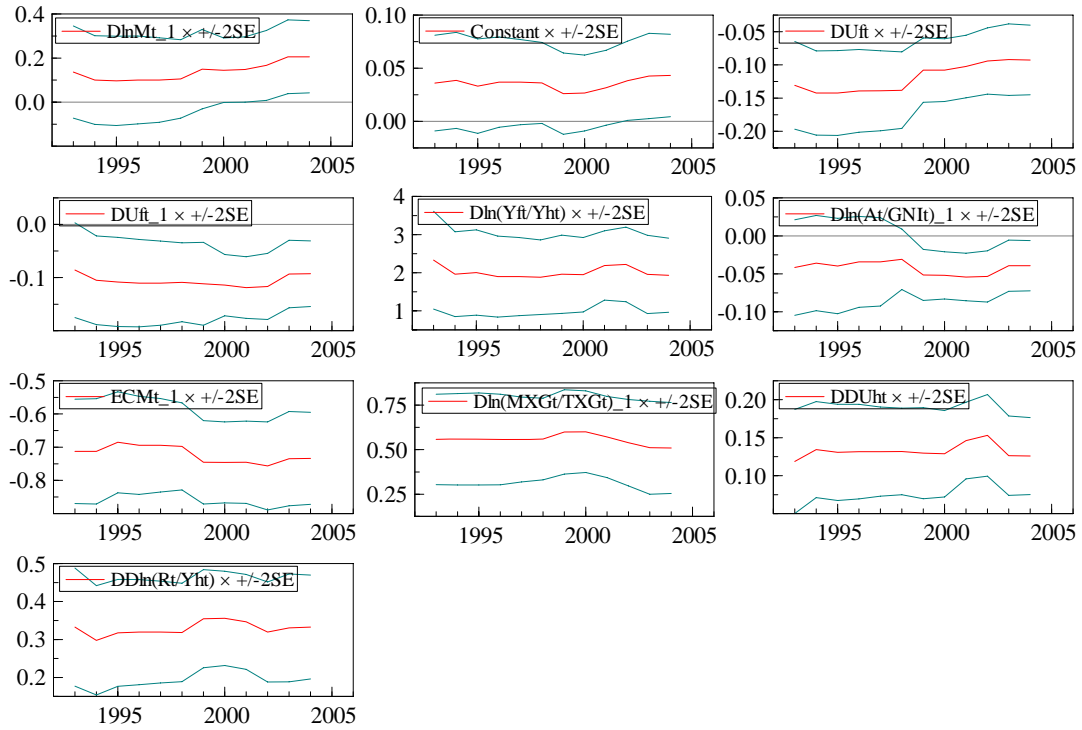 0.4
DlnMt_1 × +/-2SE
0.2
0.0
1995 2000 2005
0.10
Constant × +/-2SE
0.05
0.00
1995 2000 2005
-0.05
DUft × +/-2SE
-0.10
-0.15
-0.20
1995 2000 2005
0.0
DUft_1 × +/-2SE
-0.1
1995 2000 2005
4
Dln(Yft/Yht) × +/-2SE
3
2
1
1995 2000 2005
0.05
Dln(At/GNIt)_1 × +/-2SE
0.00
-0.05
-0.10
1995 2000 2005
-0.5
ECMt_1 × +/-2SE
-0.6
-0.7
-0.8
1995 2000 2005
0.75
Dln(MXGt/TXGt)_1 × +/-2SE
0.50
0.25
1995 2000 2005
DDUht × +/-2SE
0.20
0.15
0.10
1995 2000 2005
0.5
DDln(Rt/Yht) × +/-2SE
0.4
0.3
0.2
1995 2000 2005